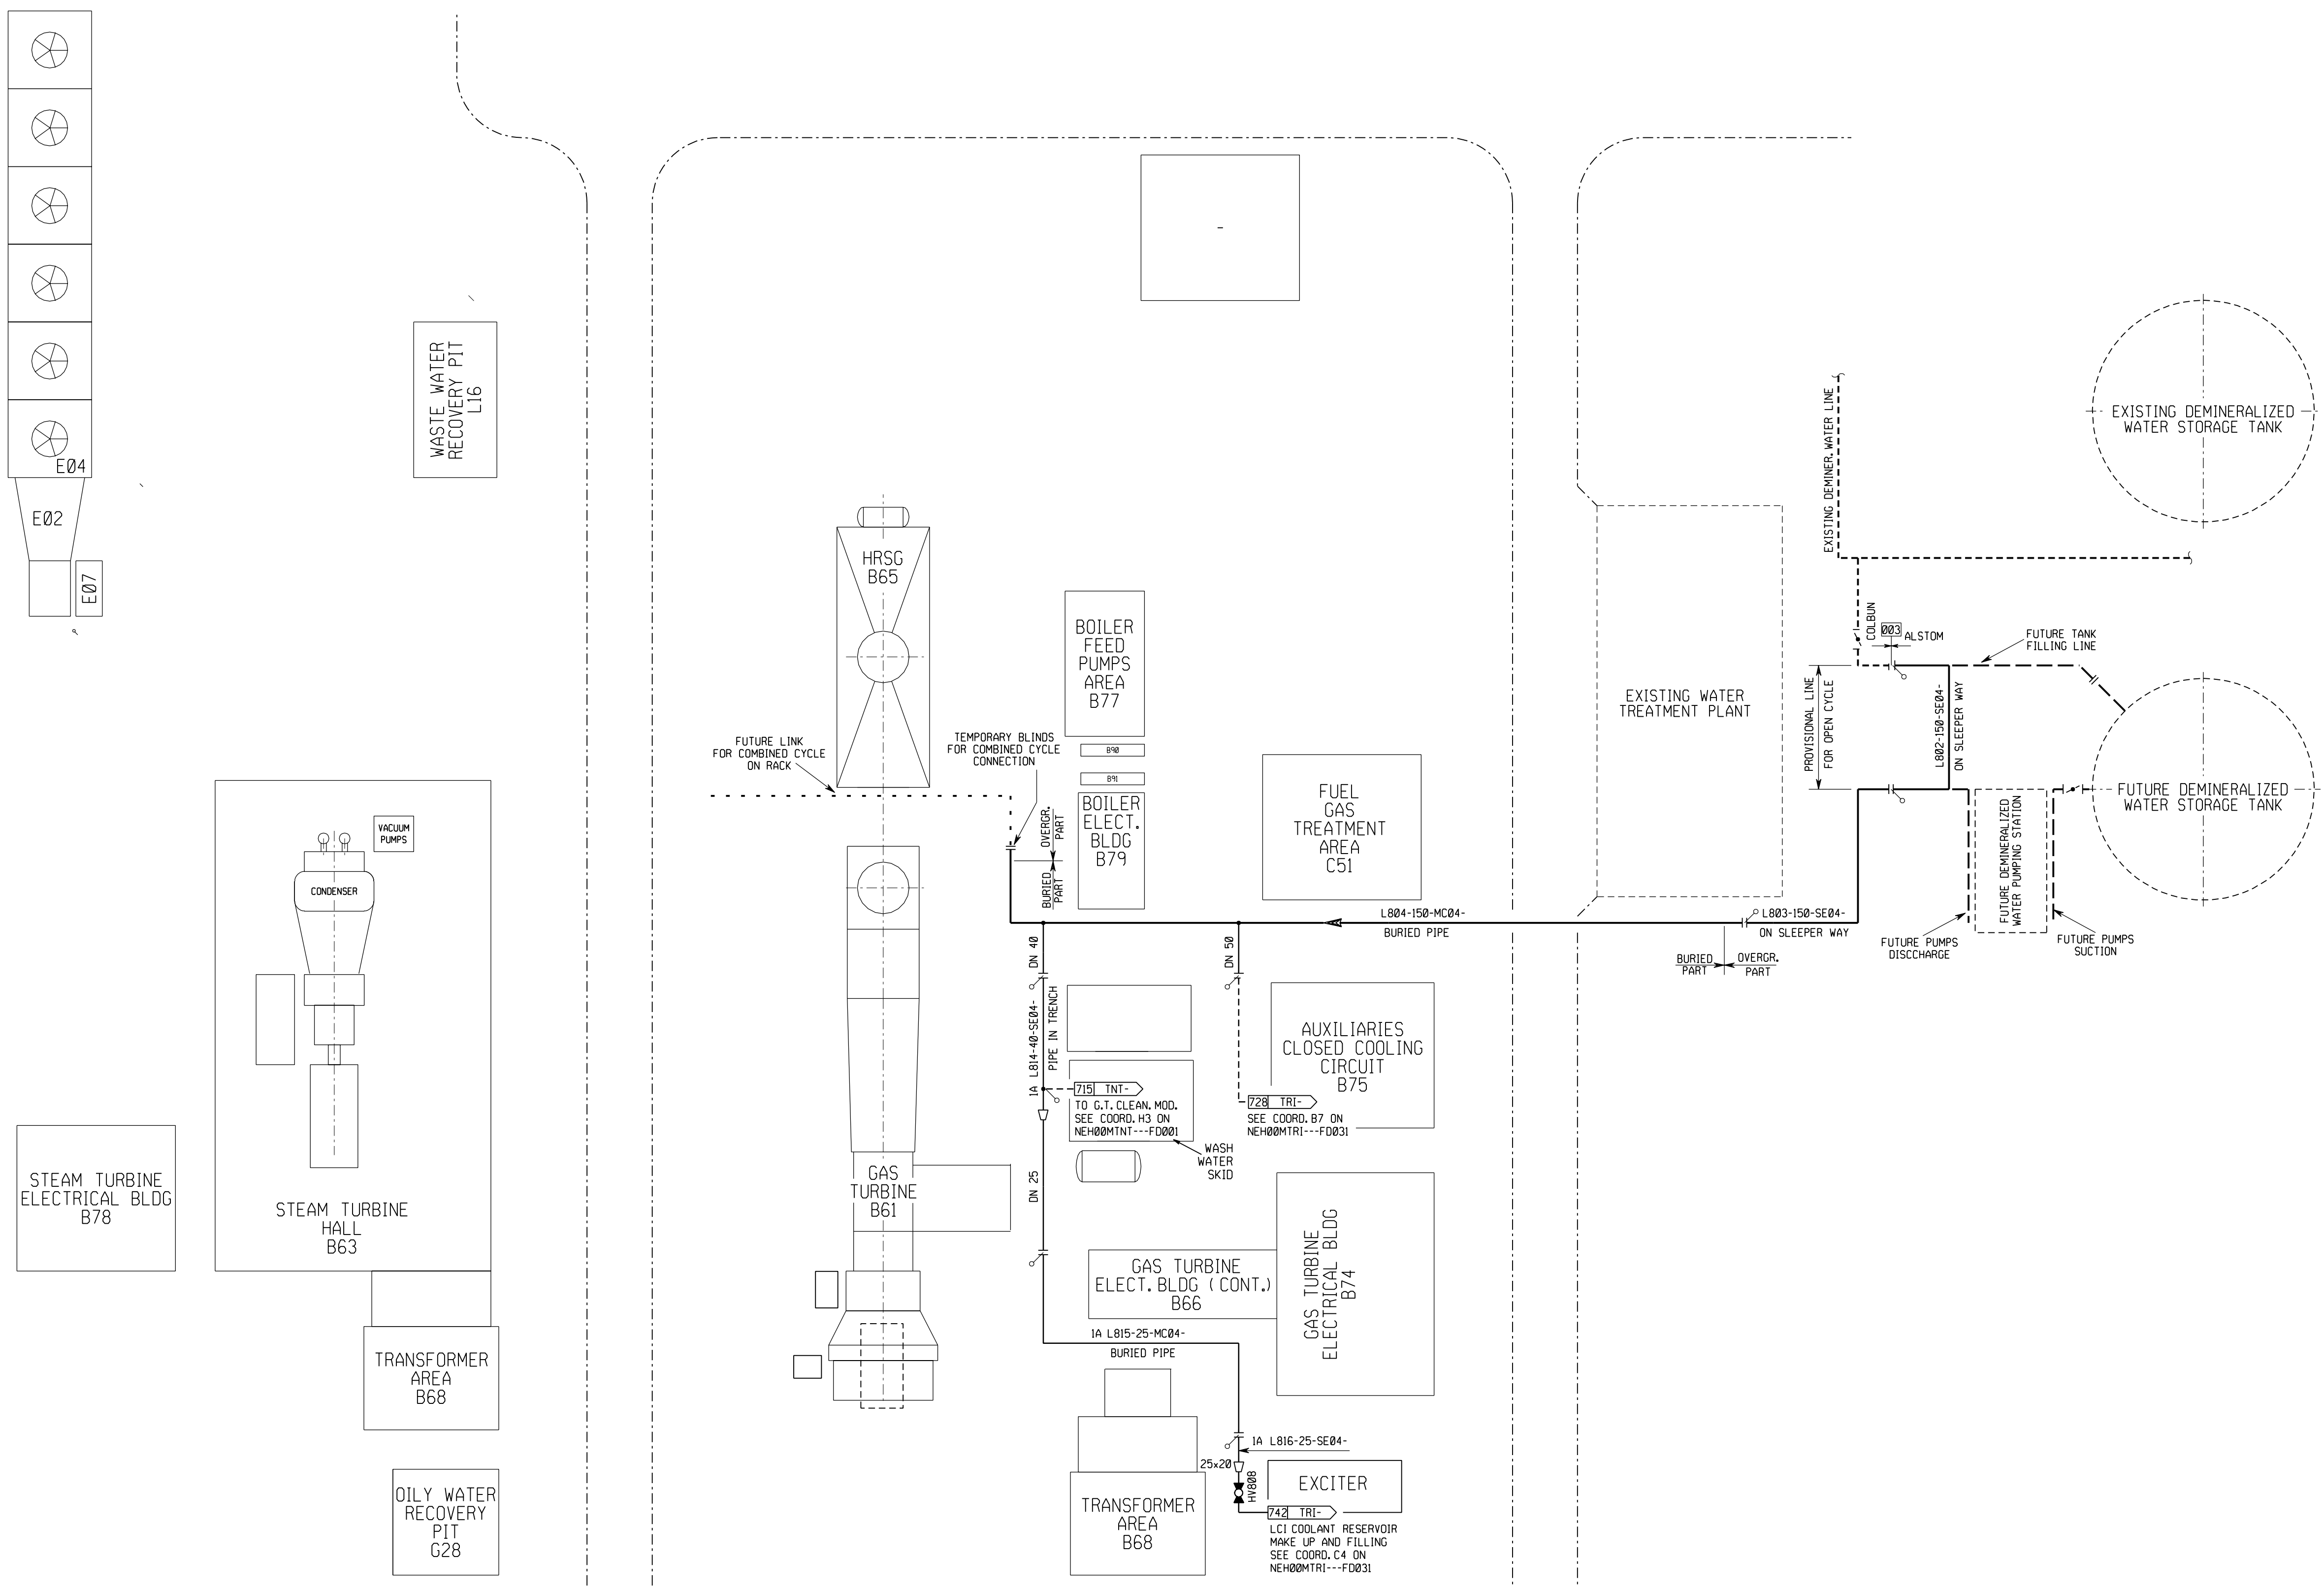 E04
E02
E07
WASTE WATER
RECOVERY PIT
L16
-
HRSG
B65
BOILER
FEED
PUMPS
AREA
B77
B90
B91
BOILER
ELECT.
BLDG
B79
FUTURE LINK
FOR COMBINED CYCLE
ON RACK
TEMPORARY BLINDS
FOR COMBINED CYCLE
CONNECTION
OVERGR.
PART
BURIED
PART
FUEL
GAS
TREATMENT
AREA
C51
EXISTING WATER
TREATMENT PLANT
EXISTING DEMINER. WATER LINE
EXISTING DEMINERALIZED
WATER STORAGE TANK
COLBUN
003
ALSTOM
FUTURE TANK
FILLING LINE
PROVISIONAL LINE
FOR OPEN CYCLE
L802-150-SE04-
ON SLEEPER WAY
FUTURE DEMINERALIZED
WATER STORAGE TANK
FUTURE DEMINERALIZED
WATER PUMPING STATION
FUTURE PUMPS
DISCCHARGE
FUTURE PUMPS
SUCTION
L803-150-SE04-
ON SLEEPER WAY
BURIED
PART
OVERGR.
PART
L804-150-MC04-
BURIED PIPE
VACUUM
PUMPS
CONDENSER
STEAM TURBINE
HALL
B63
STEAM TURBINE
ELECTRICAL BLDG
B78
TRANSFORMER
AREA
B68
OILY WATER
RECOVERY
PIT
G28
GAS
TURBINE
B61
DN 40
1A L814-40-SE04-
PIPE IN TRENCH
DN 50
715 TNT-
TO G.T. CLEAN. MOD.
SEE COORD. H3 ON
NEH00MTNT---FD001
WASH
WATER
SKID
AUXILIARIES
CLOSED COOLING
CIRCUIT
B75
728 TRI-
SEE COORD. B7 ON
NEH00MTRI---FD031
DN 25
GAS TURBINE
ELECT. BLDG (CONT.)
B66
GAS TURBINE
ELECTRICAL BLDG
B74
1A L815-25-MC04-
BURIED PIPE
TRANSFORMER
AREA
B68
1A L816-25-SE04-
25x20
HV808
EXCITER
742 TRI-
LCI COOLANT RESERVOIR
MAKE UP AND FILLING
SEE COORD. C4 ON
NEH00MTRI---FD031